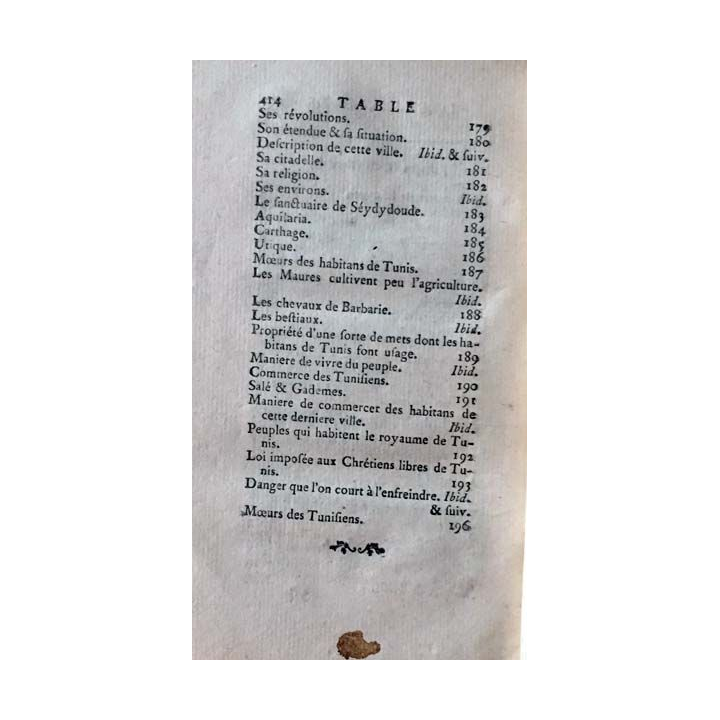 414 TABLE
Ses révolutions. 179
Son étendue & ſa ſituation. 180
Deſcription de cette ville. Ibid. & ſuiv.
Sa citadelle. 181
Sa religion. 182
Ses environs. Ibid.
Le ſanctuaire de Séydydoude. 183
Aquilaria. 184
Carthage. 185
Utique. 186
Mœurs des habitans de Tunis. 187
Les Maures cultivent peu l'agriculture.
Ibid.
Les chevaux de Barbarie. 188
Les beſtiaux. Ibid.
Propriété d'une ſorte de mets dont les ha-
bitans de Tunis font uſage. 189
Maniere de vivre du peuple. Ibid.
Commerce des Tuniſiens. 190
Salé & Gademes. 191
Maniere de commercer des habitans de
cette derniere ville. Ibid.
Peuples qui habitent le royaume de Tu-
nis. 192
Loi impoſée aux Chrétiens libres de Tu-
nis. 193
Danger que l'on court à l'enfreindre. Ibid.
& ſuiv.
Mœurs des Tuniſiens. 196